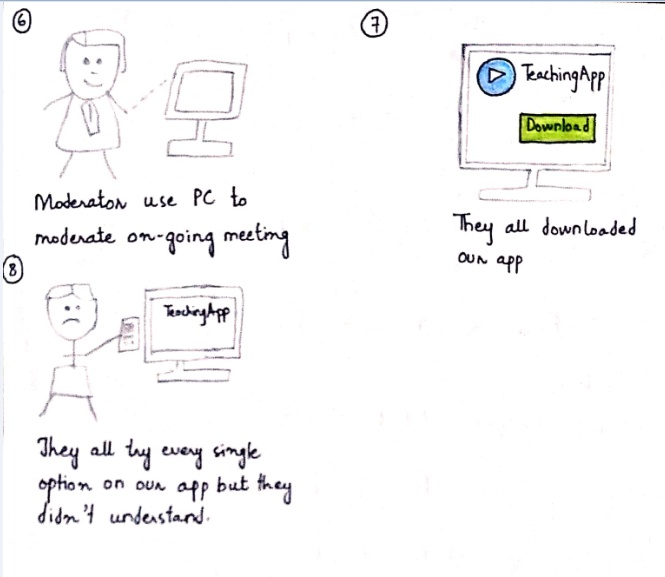 6
Moderator use PC to
moderate on-going meeting
7
TeachingApp
Download
They all downloaded
our app
8
TeachingApp
They all try every single
option on our app but they
didn't understand.